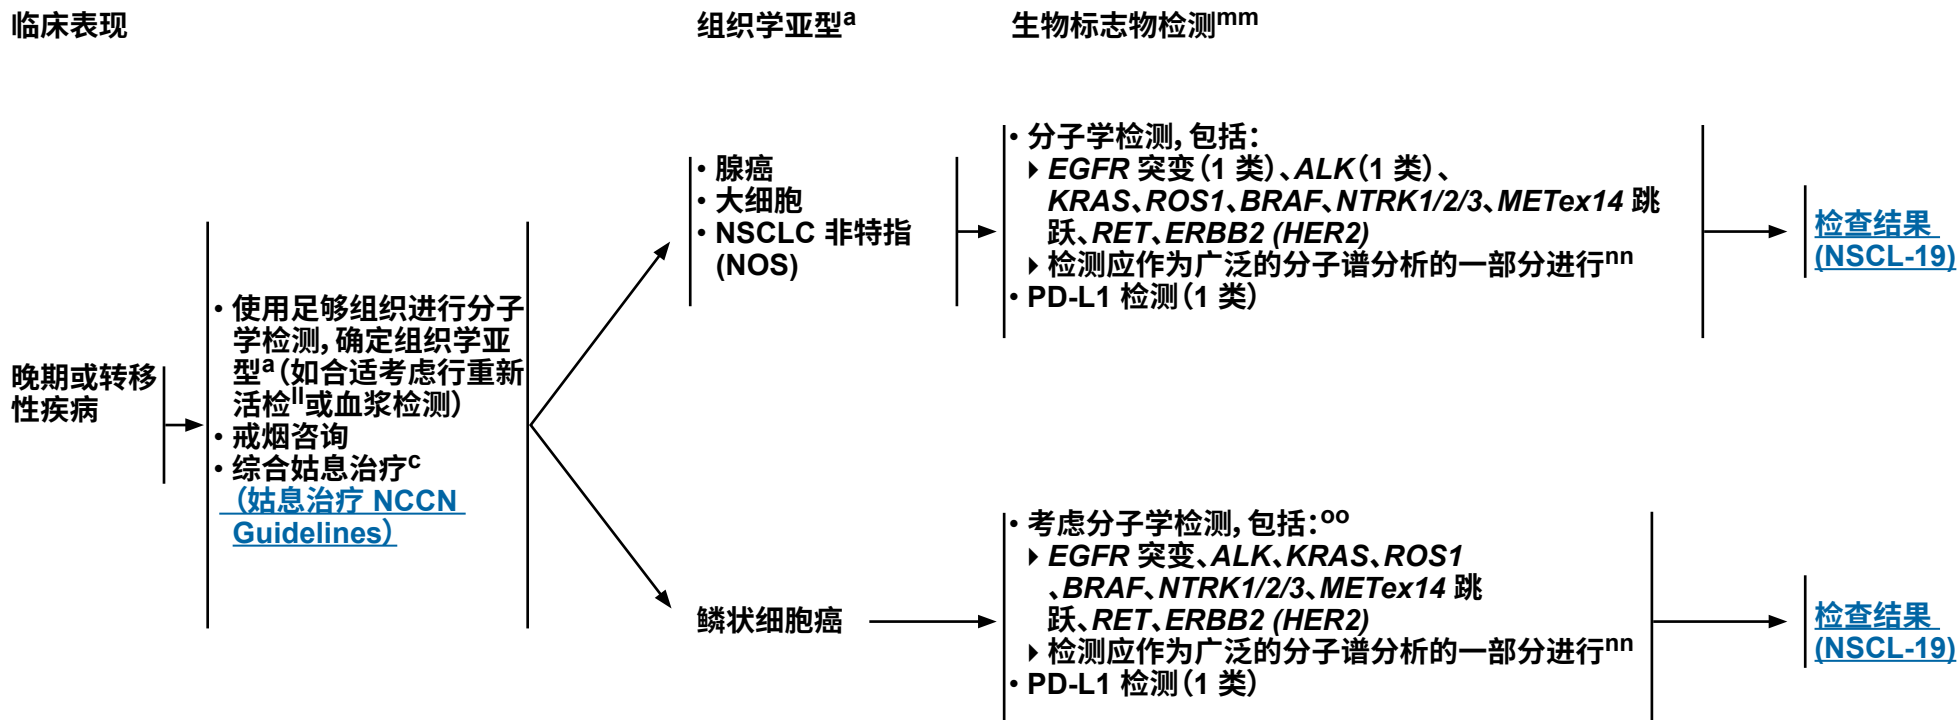 临床表现
组织学亚型a
生物标志物检测mm
晚期或转移
性疾病
• 使用足够组织进行分子
学检测，确定组织学亚
型a（如合适考虑行重新
活检ll或血浆检测）
• 戒烟咨询
• 综合姑息治疗c
（姑息治疗 NCCN
Guidelines）
• 腺癌
• 大细胞
• NSCLC 非特指
(NOS)
• 分子学检测，包括：
▸ EGFR 突变（1 类）、ALK（1 类）、
KRAS、ROS1、BRAF、NTRK1/2/3、METex14 跳
跃、RET、ERBB2 (HER2)
▸ 检测应作为广泛的分子谱分析的一部分进行nn
• PD-L1 检测（1 类）
检查结果
(NSCL-19)
鳞状细胞癌
• 考虑分子学检测，包括：oo
▸ EGFR 突变、ALK、KRAS、ROS1
、BRAF、NTRK1/2/3、METex14 跳
跃、RET、ERBB2 (HER2)
▸ 检测应作为广泛的分子谱分析的一部分进行nn
• PD-L1 检测（1 类）
检查结果
(NSCL-19)